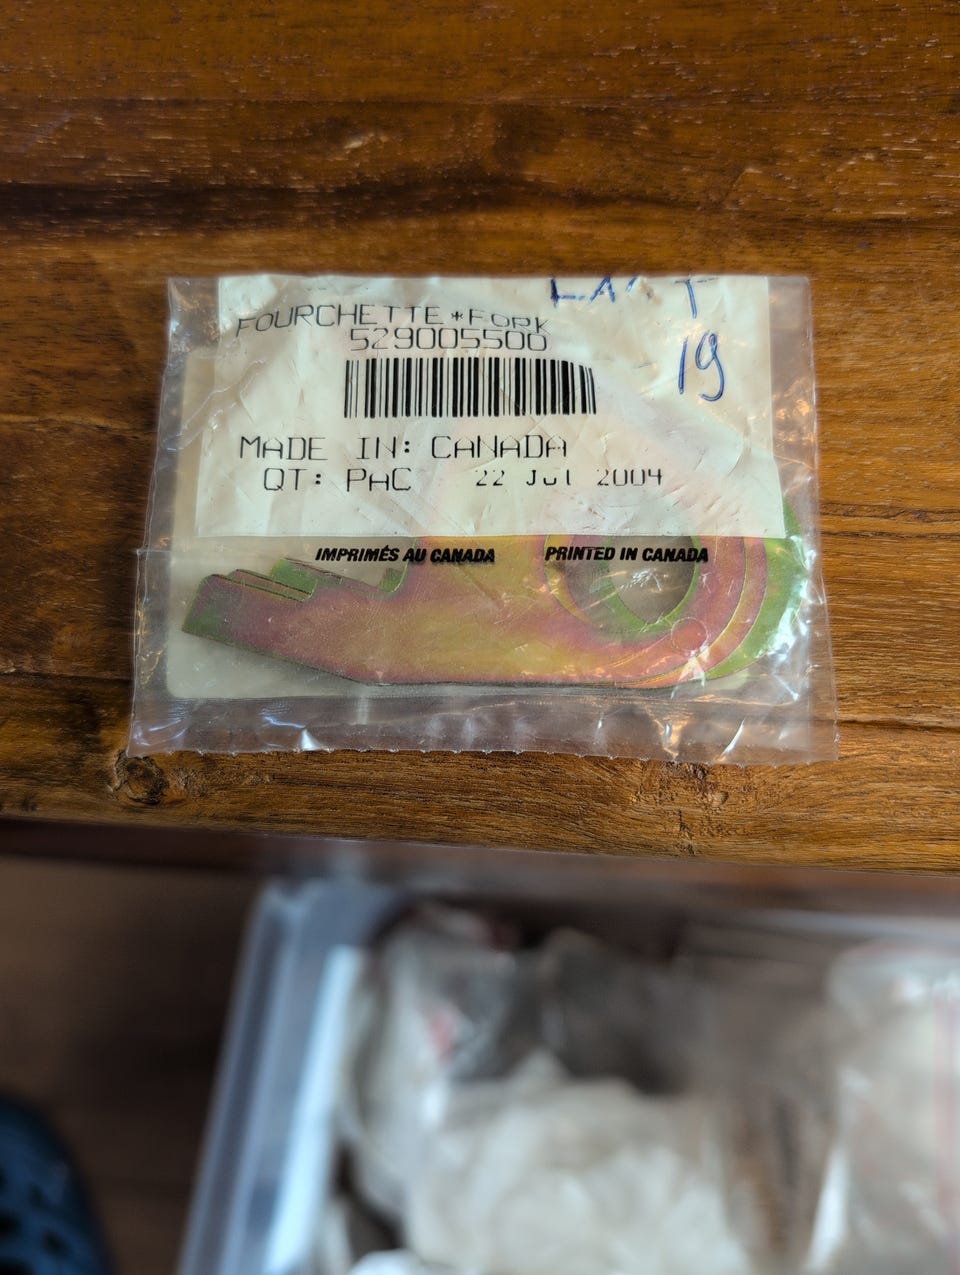 FOURCHETTE*FORK
529005500
19
MADE IN: CANADA
QT: PAC 22 Jul 2004
IMPRIMÉS AU CANADA PRINTED IN CANADA